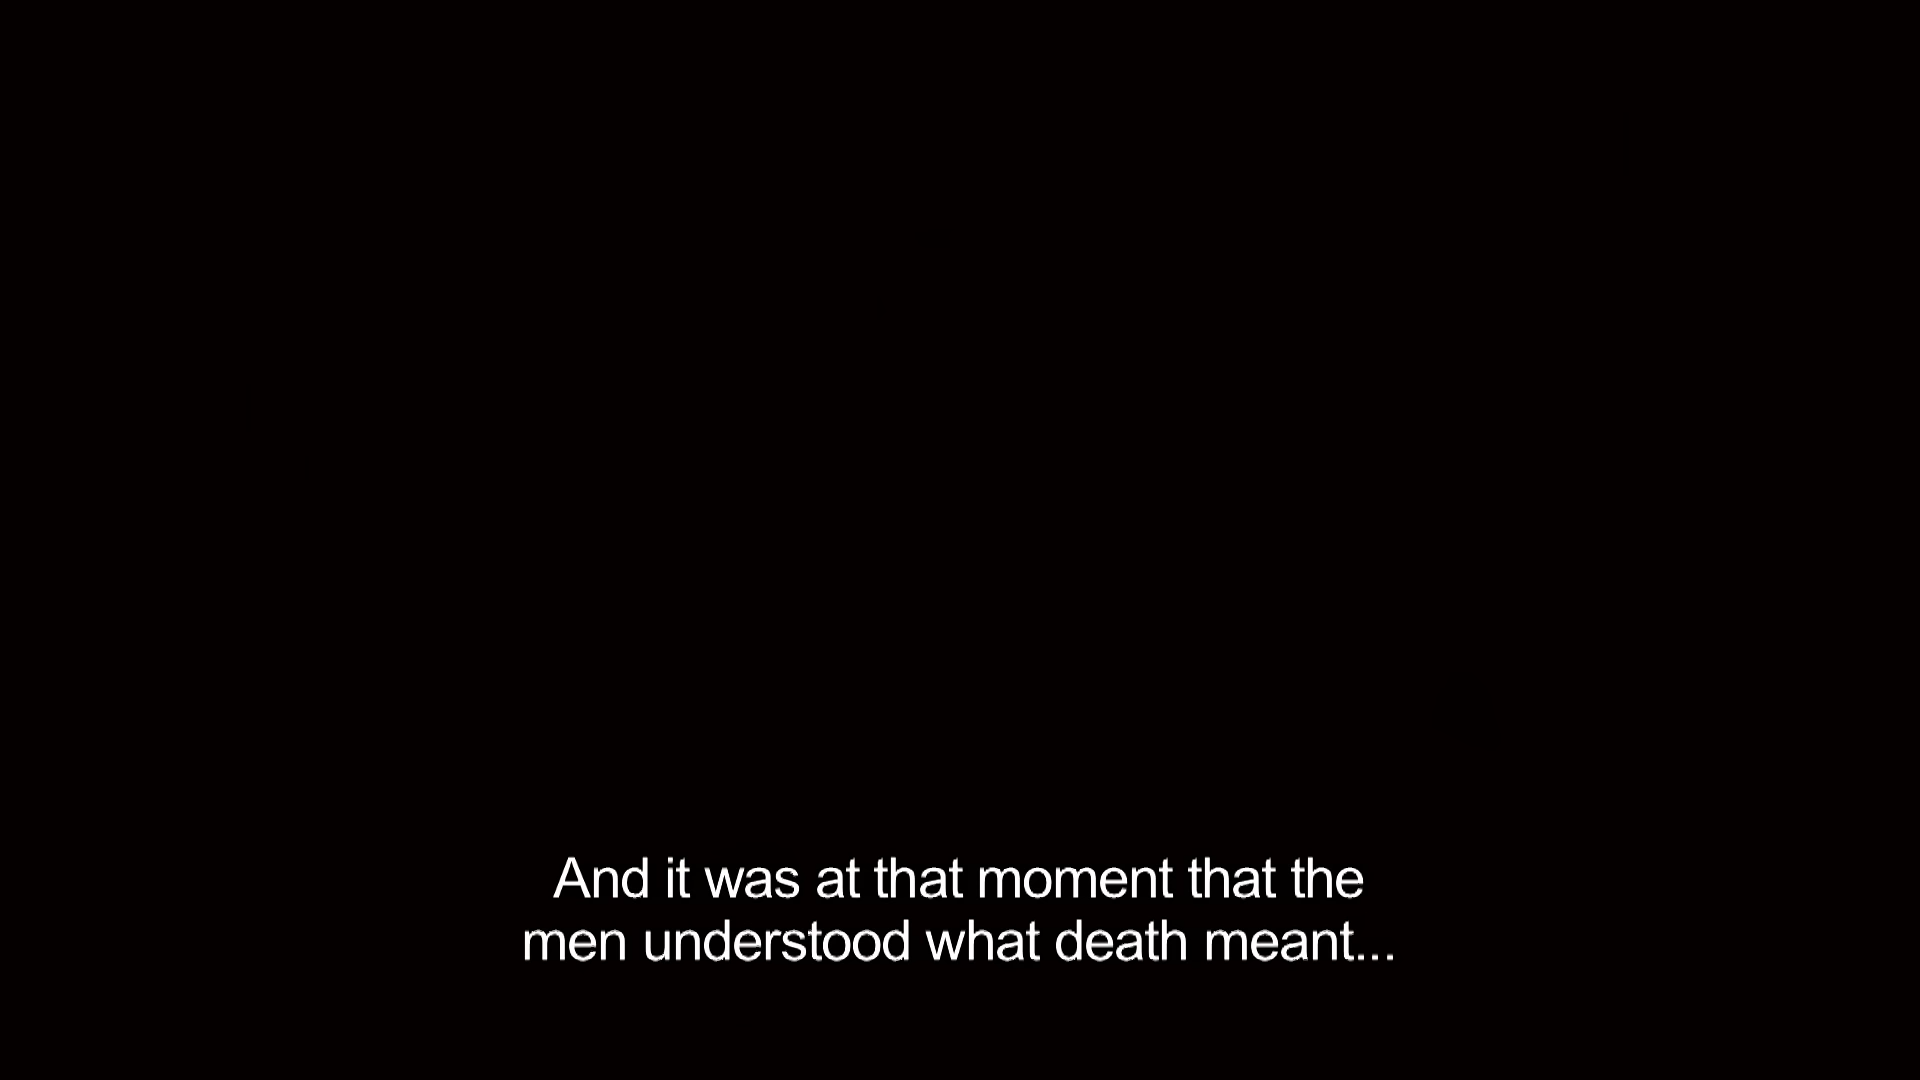 And it was at that moment that the
men understood what death meant...